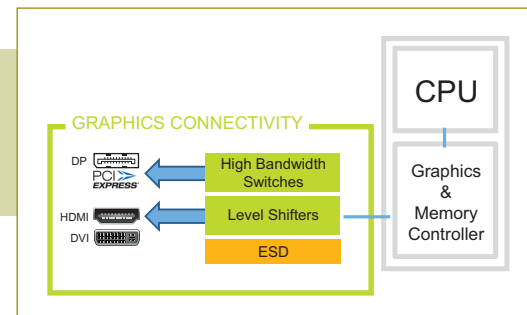 GRAPHICS CONNECTIVITY
DP
PCI
EXPRESS
HDMI
DVI
High Bandwidth
Switches
Level Shifters
ESD
CPU
Graphics
&
Memory
Controller